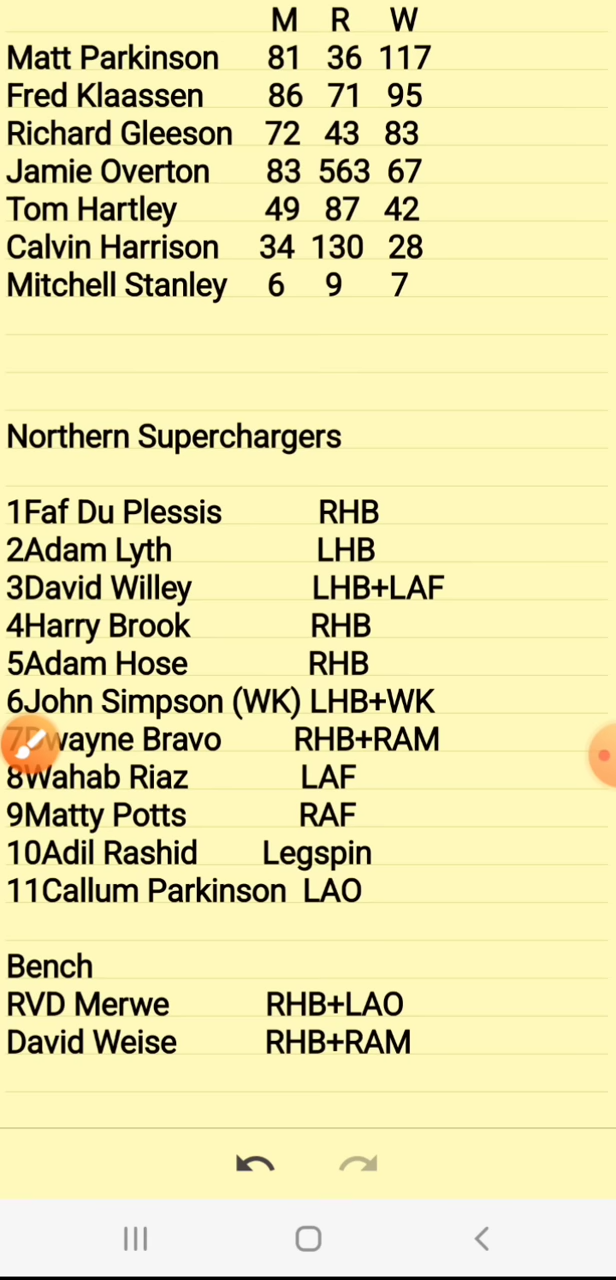 M R W
Matt Parkinson 81 36 117
Fred Klaassen 86 71 95
Richard Gleeson 72 43 83
Jamie Overton 83 563 67
Tom Hartley 49 87 42
Calvin Harrison 34 130 28
Mitchell Stanley 6 9 7
Northern Superchargers
1Faf Du Plessis RHB
2Adam Lyth LHB
3David Willey LHB+LAF
4Harry Brook RHB
5Adam Hose RHB
6John Simpson (WK) LHB+WK
7Dwayne Bravo RHB+RAM
8Wahab Riaz LAF
9Matty Potts RAF
10Adil Rashid Legspin
11Callum Parkinson LAO
Bench
RVD Merwe RHB+LAO
David Weise RHB+RAM